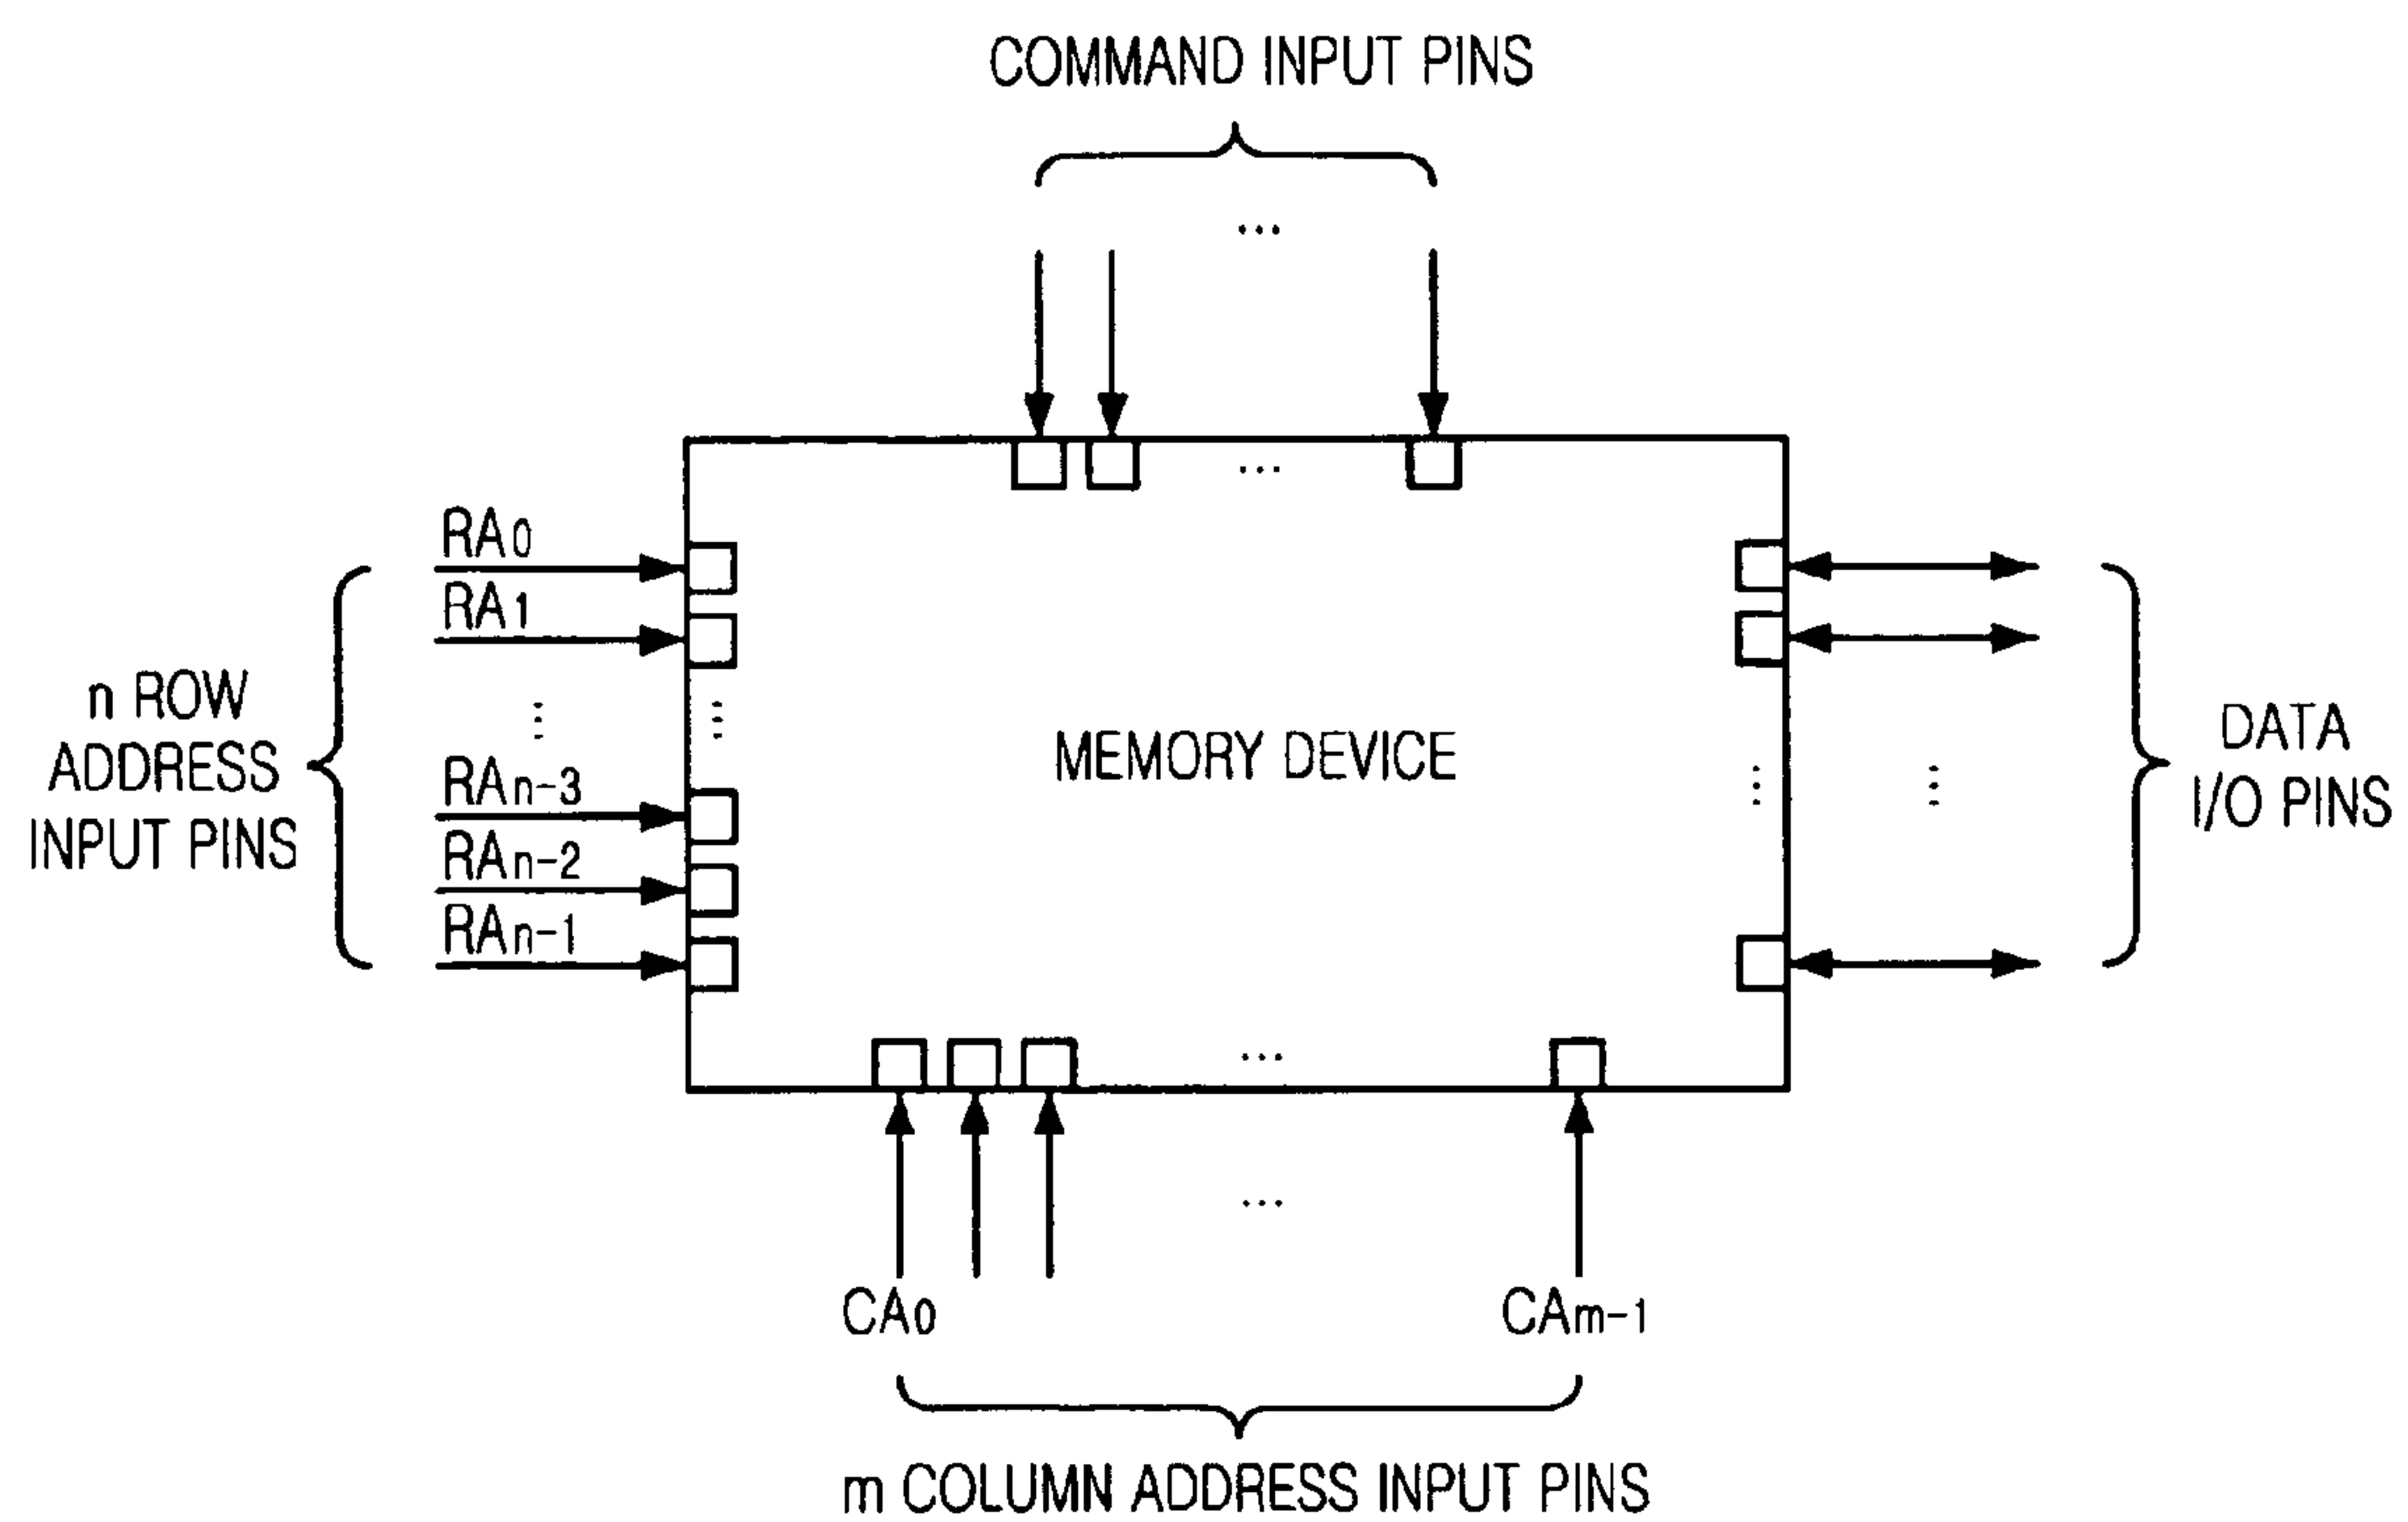 COMMAND INPUT PINS
...
...
RA0
RA1
n ROW
ADDRESS
INPUT PINS
...
...
RAn-3
RAn-2
RAn-1
MEMORY DEVICE
...
...
DATA
I/O PINS
...
...
CA0
CAm-1
m COLUMN ADDRESS INPUT PINS